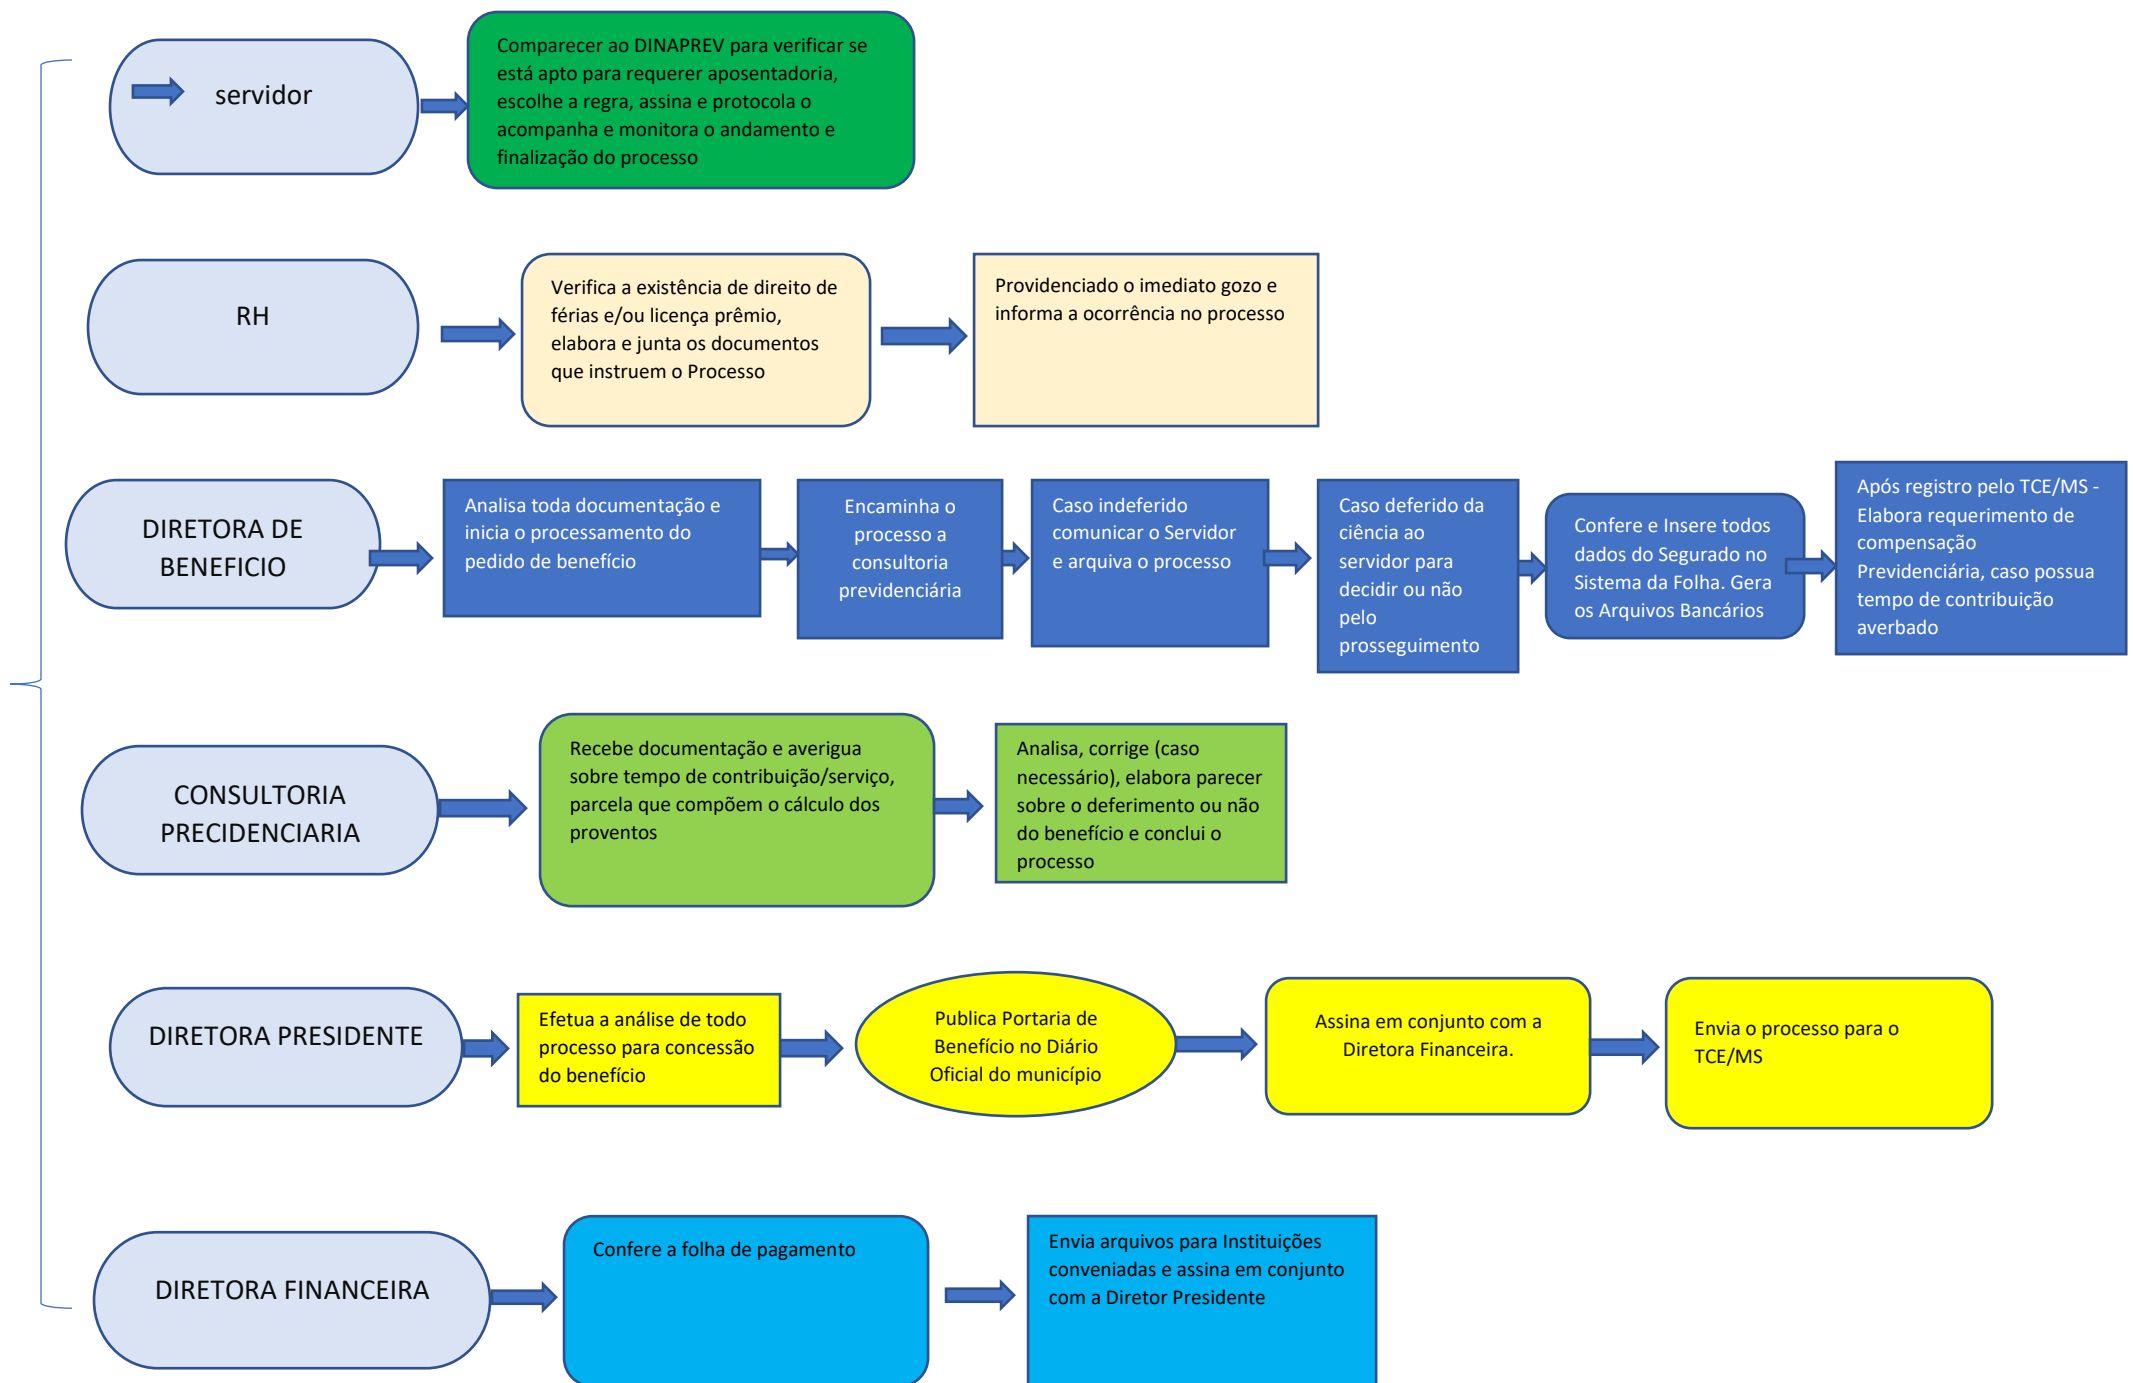 servidor
Comparecer ao DINAPREV para verificar se
está apto para requerer aposentadoria,
escolhe a regra, assina e protocola o
acompanha e monitora o andamento e
finalização do processo
RH
Verifica a existência de direito de
férias e/ou licença prêmio,
elabora e junta os documentos
que instruem o Processo
Providenciado o imediato gozo e
informa a ocorrência no processo
DIRETORA DE
BENEFICIO
Analisa toda documentação e
inicia o processamento do
pedido de benefício
Encaminha o
processo a
consultoria
previdenciária
Caso indeferido
comunicar o Servidor
e arquiva o processo
Caso deferido da
ciência ao
servidor para
decidir ou não
pelo
prosseguimento
Confere e Insere todos
dados do Segurado no
Sistema da Folha. Gera
os Arquivos Bancários
Após registro pelo TCE/MS -
Elabora requerimento de
compensação
Previdenciária, caso possua
tempo de contribuição
averbado
CONSULTORIA
PRECIDENCIARIA
Recebe documentação e averigua
sobre tempo de contribuição/serviço,
parcela que compõem o cálculo dos
proventos
Analisa, corrige (caso
necessário), elabora parecer
sobre o deferimento ou não
do benefício e conclui o
processo
DIRETORA PRESIDENTE
Efetua a análise de todo
processo para concessão
do benefício
Publica Portaria de
Benefício no Diário
Oficial do município
Assina em conjunto com a
Diretora Financeira.
Envia o processo para o
TCE/MS
DIRETORA FINANCEIRA
Confere a folha de pagamento
Envia arquivos para Instituições
conveniadas e assina em conjunto
com a Diretor Presidente